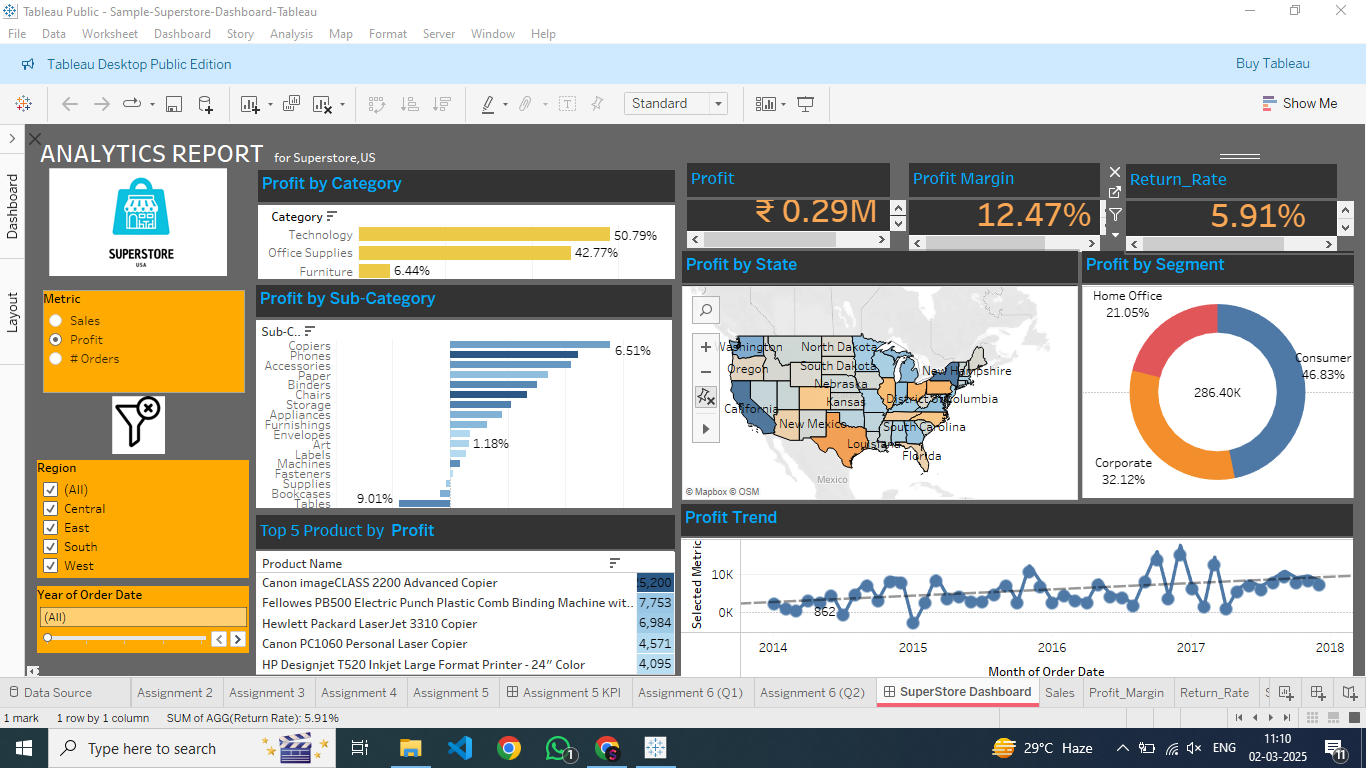 Tableau Public - Sample-Superstore-Dashboard-Tableau
File Data Worksheet Dashboard Story Analysis Map Format Server Window Help
Tableau Desktop Public Edition
Buy Tableau
Standard
Show Me
Dashboard
Layout
ANALYTICS REPORT for Superstore,US
SUPERSTORE
USA
Metric
Sales
Profit
# Orders
Region
(All)
Central
East
South
West
Year of Order Date
(All)
Profit by Category
Category
Technology 50.79%
Office Supplies 42.77%
Furniture 6.44%
Profit by Sub-Category
Sub-C..
Copiers 6.51%
Phones
Accessories
Paper
Binders
Chairs
Storage
Appliances
Furnishings
Envelopes
Art 1.18%
Labels
Machines
Fasteners
Supplies
Bookcases
Tables 9.01%
Top 5 Product by Profit
Product Name
Canon imageCLASS 2200 Advanced Copier 5,200
Fellowes PB500 Electric Punch Plastic Comb Binding Machine wit.. 7,753
Hewlett Packard LaserJet 3310 Copier 6,984
Canon PC1060 Personal Laser Copier 4,571
HP Designjet T520 Inkjet Large Format Printer - 24" Color 4,095
Profit
₹ 0.29M
Profit Margin
12.47%
Return_Rate
5.91%
Profit by State
Washington
North Dakota
Oregon
South Dakota
New Hampshire
Nebraska
California
Kansas
District of Columbia
New Mexico
South Carolina
Louisiana
Florida
Mexico
© Mapbox © OSM
Profit by Segment
Home Office
21.05%
Consumer
46.83%
286.40K
Corporate
32.12%
Profit Trend
Selected Metric
10K
0K
862
2014 2015 2016 2017 2018
Month of Order Date
Data Source Assignment 2 Assignment 3 Assignment 4 Assignment 5 Assignment 5 KPI Assignment 6 (Q1) Assignment 6 (Q2) SuperStore Dashboard Sales Profit_Margin Return_Rate
1 mark 1 row by 1 column SUM of AGG(Return Rate): 5.91%
Type here to search
1
29°C Haze
ENG
11:10
02-03-2025
11